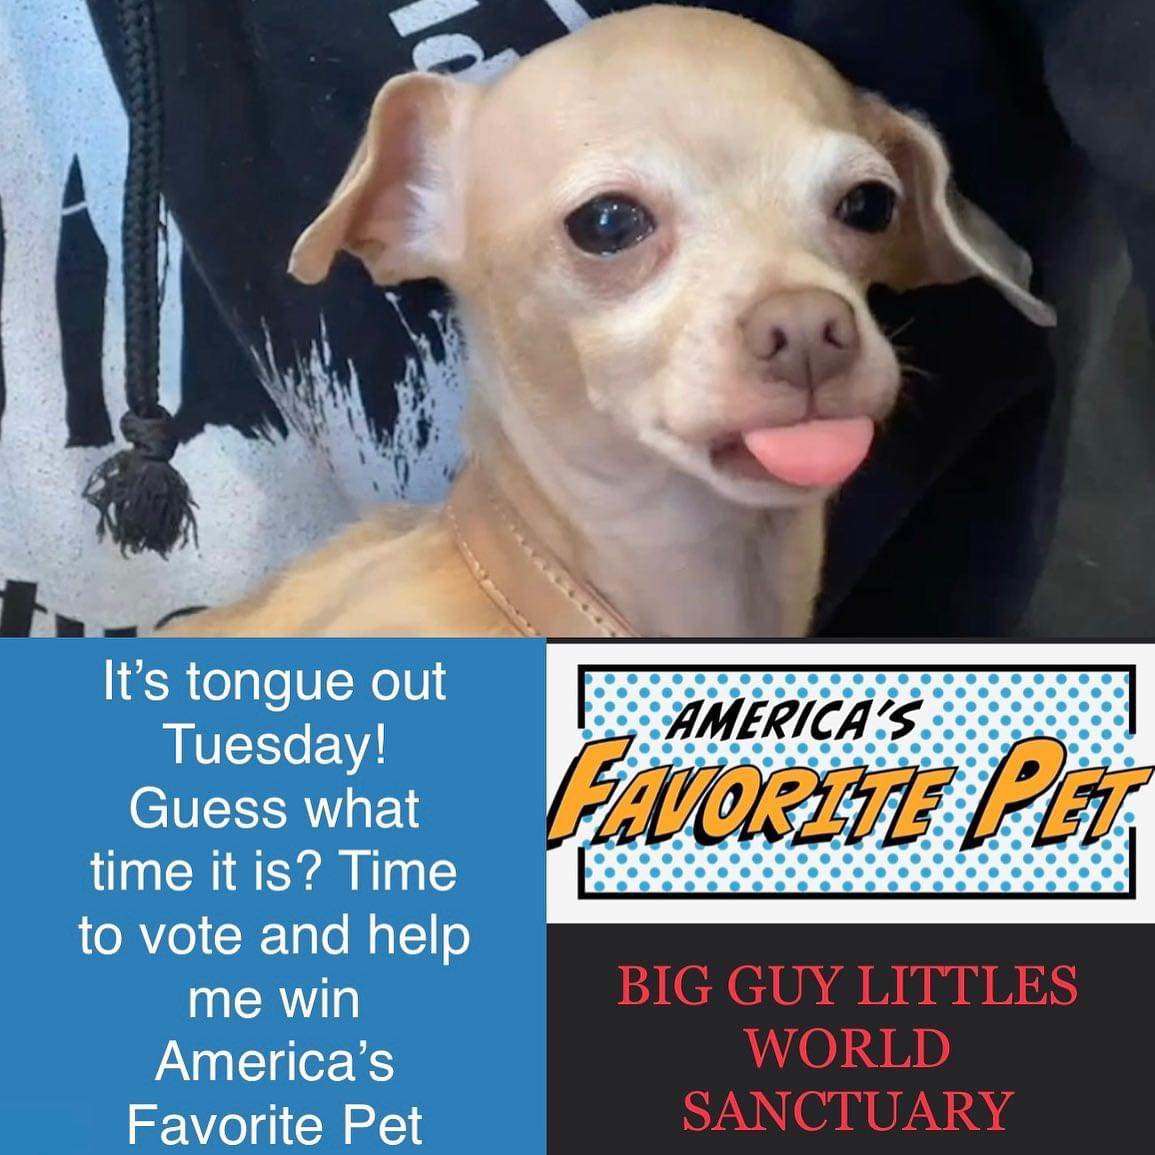 It’s tongue out
Tuesday!
Guess what
time it is? Time
to vote and help
me win
America’s
Favorite Pet
AMERICA'S
FAVORITE PET
BIG GUY LITTLES
WORLD
SANCTUARY